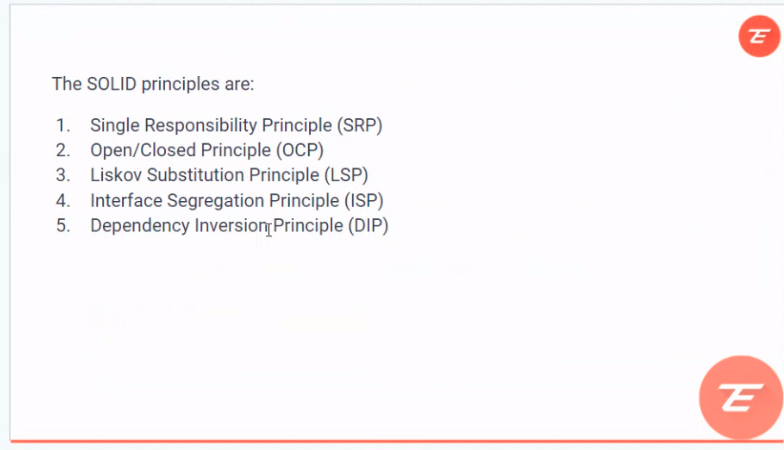 The SOLID principles are:
1. Single Responsibility Principle (SRP)
2. Open/Closed Principle (OCP)
3. Liskov Substitution Principle (LSP)
4. Interface Segregation Principle (ISP)
5. Dependency Inversion Principle (DIP)